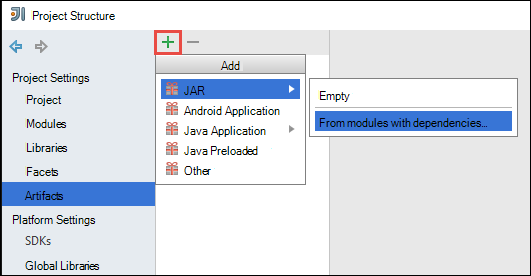 Project Structure
Add
Project Settings
JAR
Empty
Project
Android Application
Modules
Java Application
From modules with dependencies...
Libraries
Java Preloaded
Facets
Other
Artifacts
Platform Settings
SDKs
Global Libraries